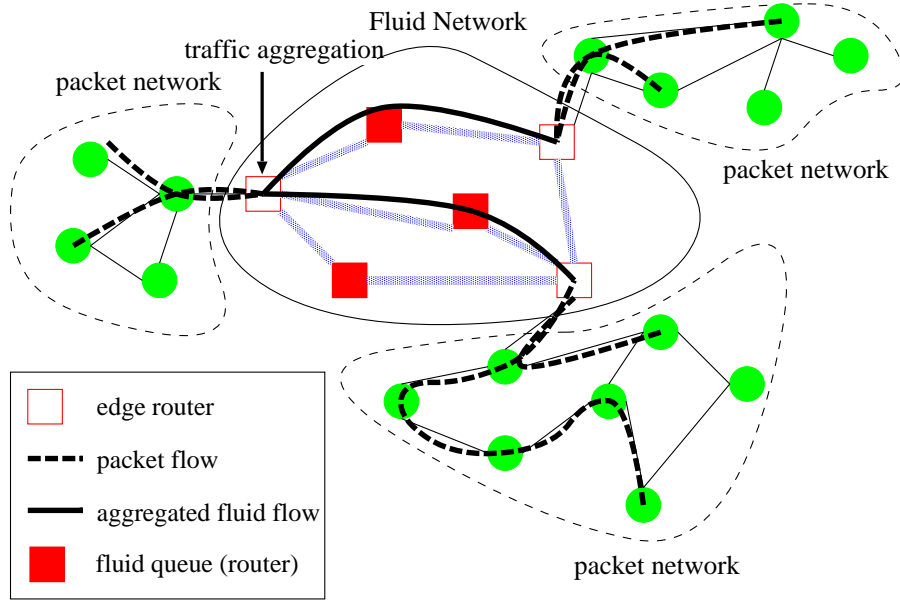 Fluid Network
traffic aggregation
packet network
packet network
edge router
packet flow
aggregated fluid flow
fluid queue (router)
packet network